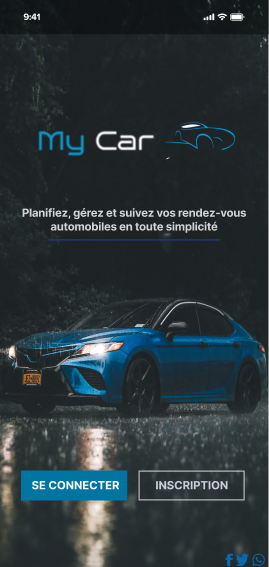 9:41
My Car
Planifiez, gérez et suivez vos rendez-vous
automobiles en toute simplicité
SE CONNECTER
INSCRIPTION